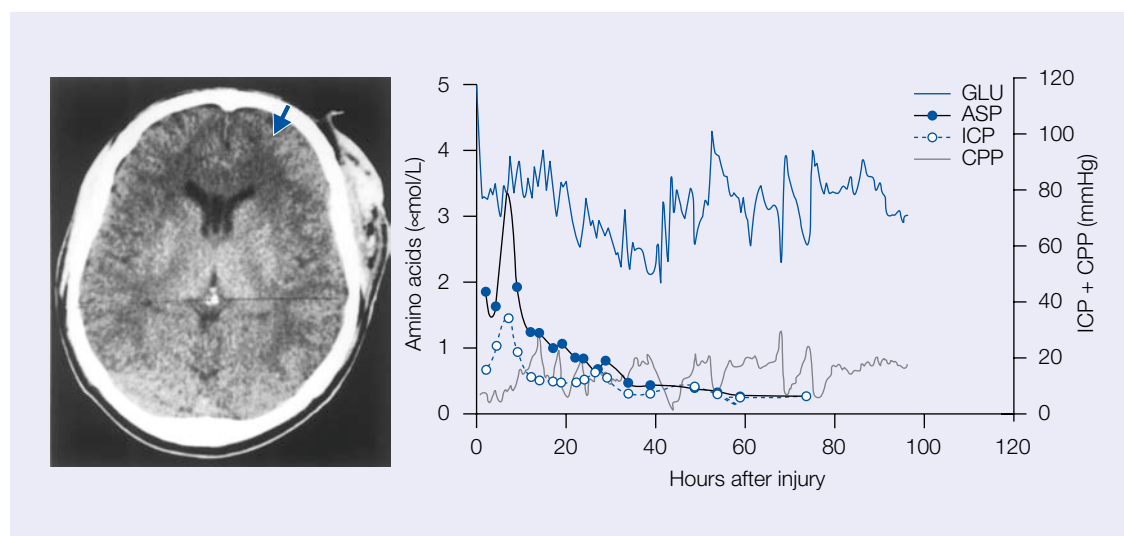 5
4
3
2
1
0
Amino acids (∝mol/L)
GLU
ASP
ICP
CPP
120
100
80
60
40
20
0
ICP + CPP (mmHg)
0 20 40 60 80 100 120
Hours after injury